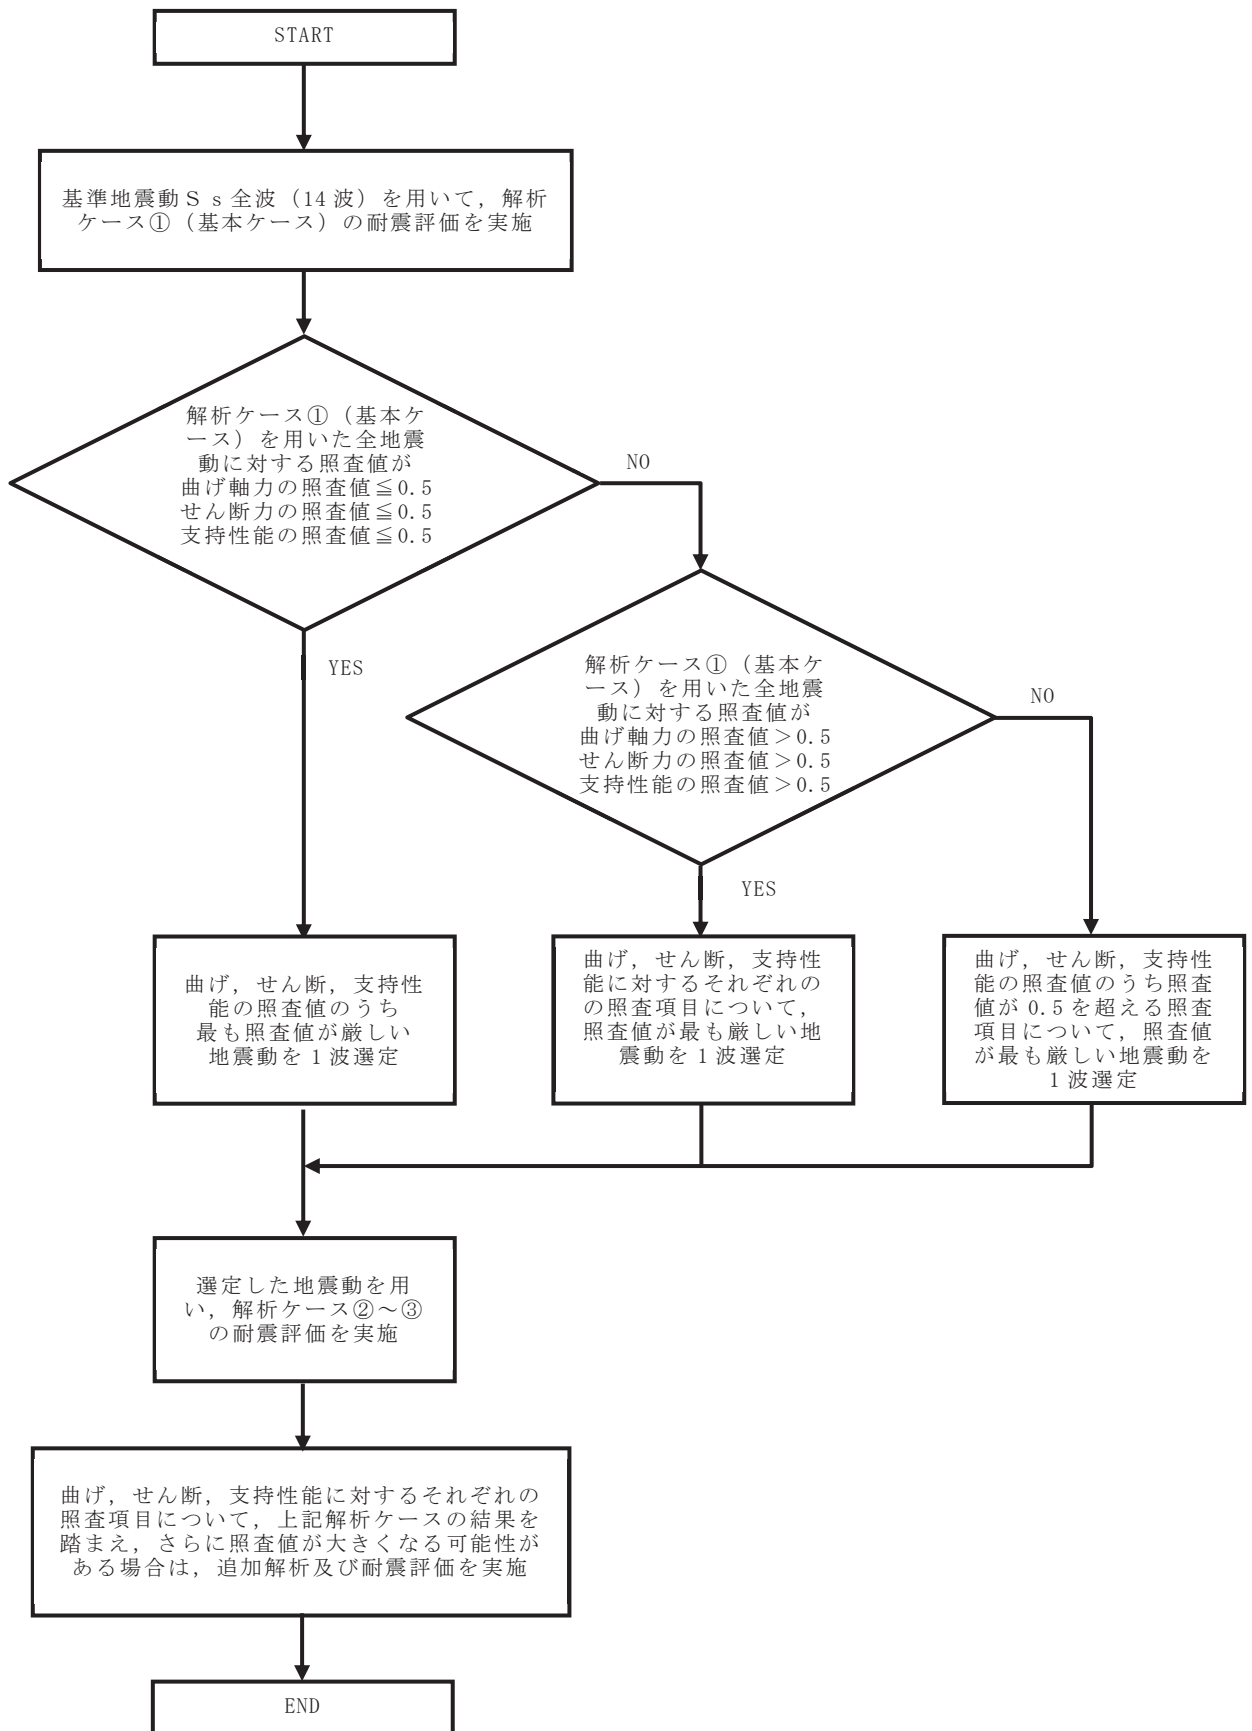 START
基準地震動Ｓｓ全波（14波）を用いて，解析
ケース①（基本ケース）の耐震評価を実施
解析ケース①（基本ケ
ース）を用いた全地震
動に対する照査値が
曲げ軸力の照査値≦0.5
せん断力の照査値≦0.5
支持性能の照査値≦0.5
NO
YES
解析ケース①（基本ケ
ース）を用いた全地震
動に対する照査値が
曲げ軸力の照査値＞0.5
せん断力の照査値＞0.5
支持性能の照査値＞0.5
NO
YES
曲げ，せん断，支持性
能の照査値のうち
最も照査値が厳しい
地震動を1波選定
曲げ，せん断，支持性
能に対するそれぞれの
の照査項目について，
照査値が最も厳しい地
震動を1波選定
曲げ，せん断，支持性
能の照査値のうち照査
値が0.5を超える照査
項目について，照査値
が最も厳しい地震動を
1波選定
選定した地震動を用
い，解析ケース②～③
の耐震評価を実施
曲げ，せん断，支持性能に対するそれぞれの
照査項目について，上記解析ケースの結果を
踏まえ，さらに照査値が大きくなる可能性が
ある場合は，追加解析及び耐震評価を実施
END